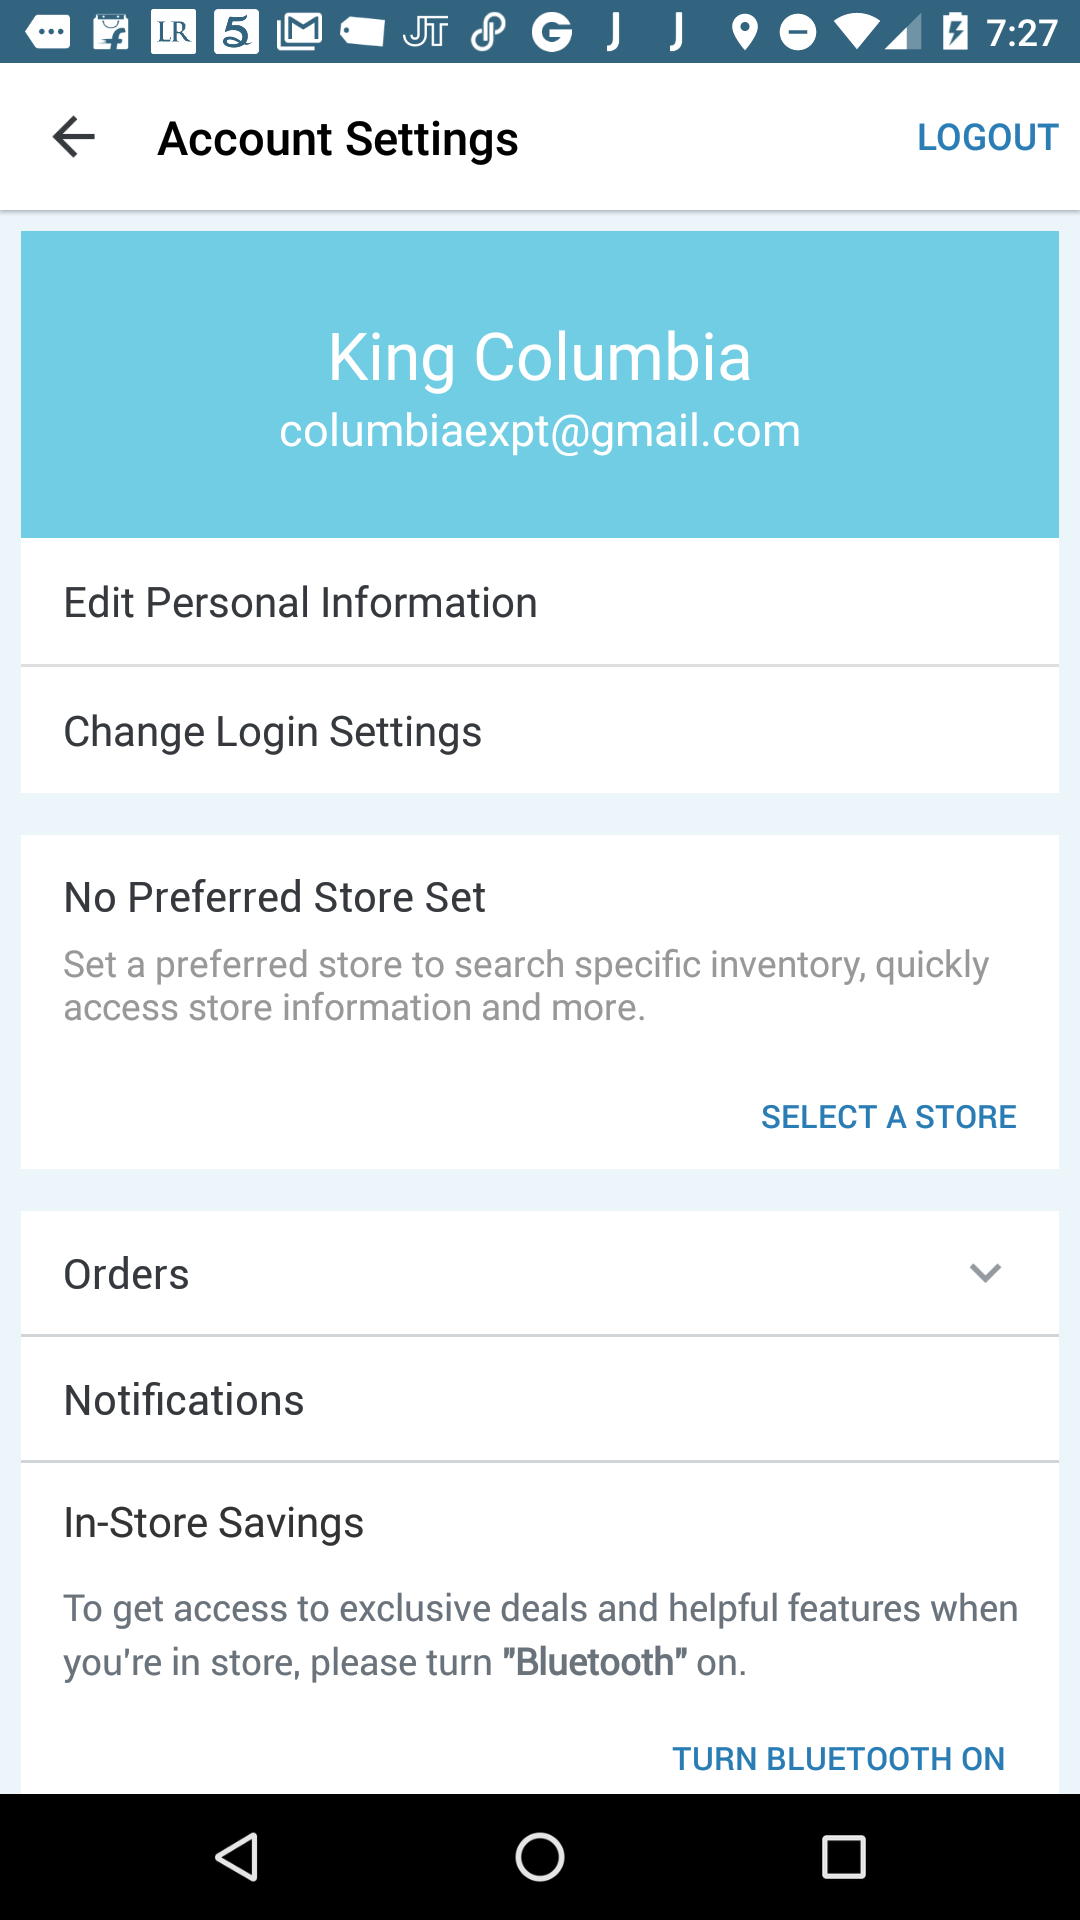 LR 5 JT G J J 7:27
Account Settings LOGOUT
King Columbia
columbiaexpt@gmail.com
Edit Personal Information
Change Login Settings
No Preferred Store Set
Set a preferred store to search specific inventory, quickly
access store information and more.
SELECT A STORE
Orders
Notifications
In-Store Savings
To get access to exclusive deals and helpful features when
you're in store, please turn "Bluetooth" on.
TURN BLUETOOTH ON